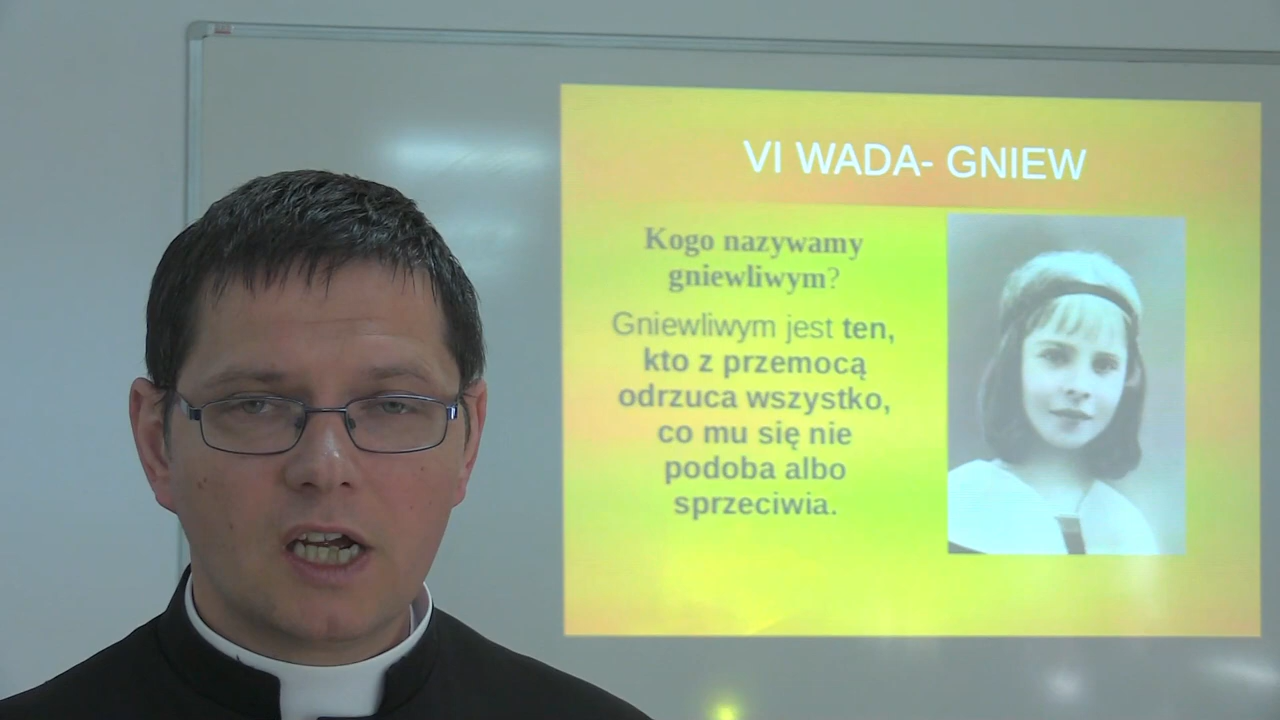 VI WADA- GNIEW
Kogo nazywamy
gniewliwym?
Gniewliwym jest ten,
kto z przemocą
odrzuca wszystko,
co mu się nie
podoba albo
sprzeciwia.